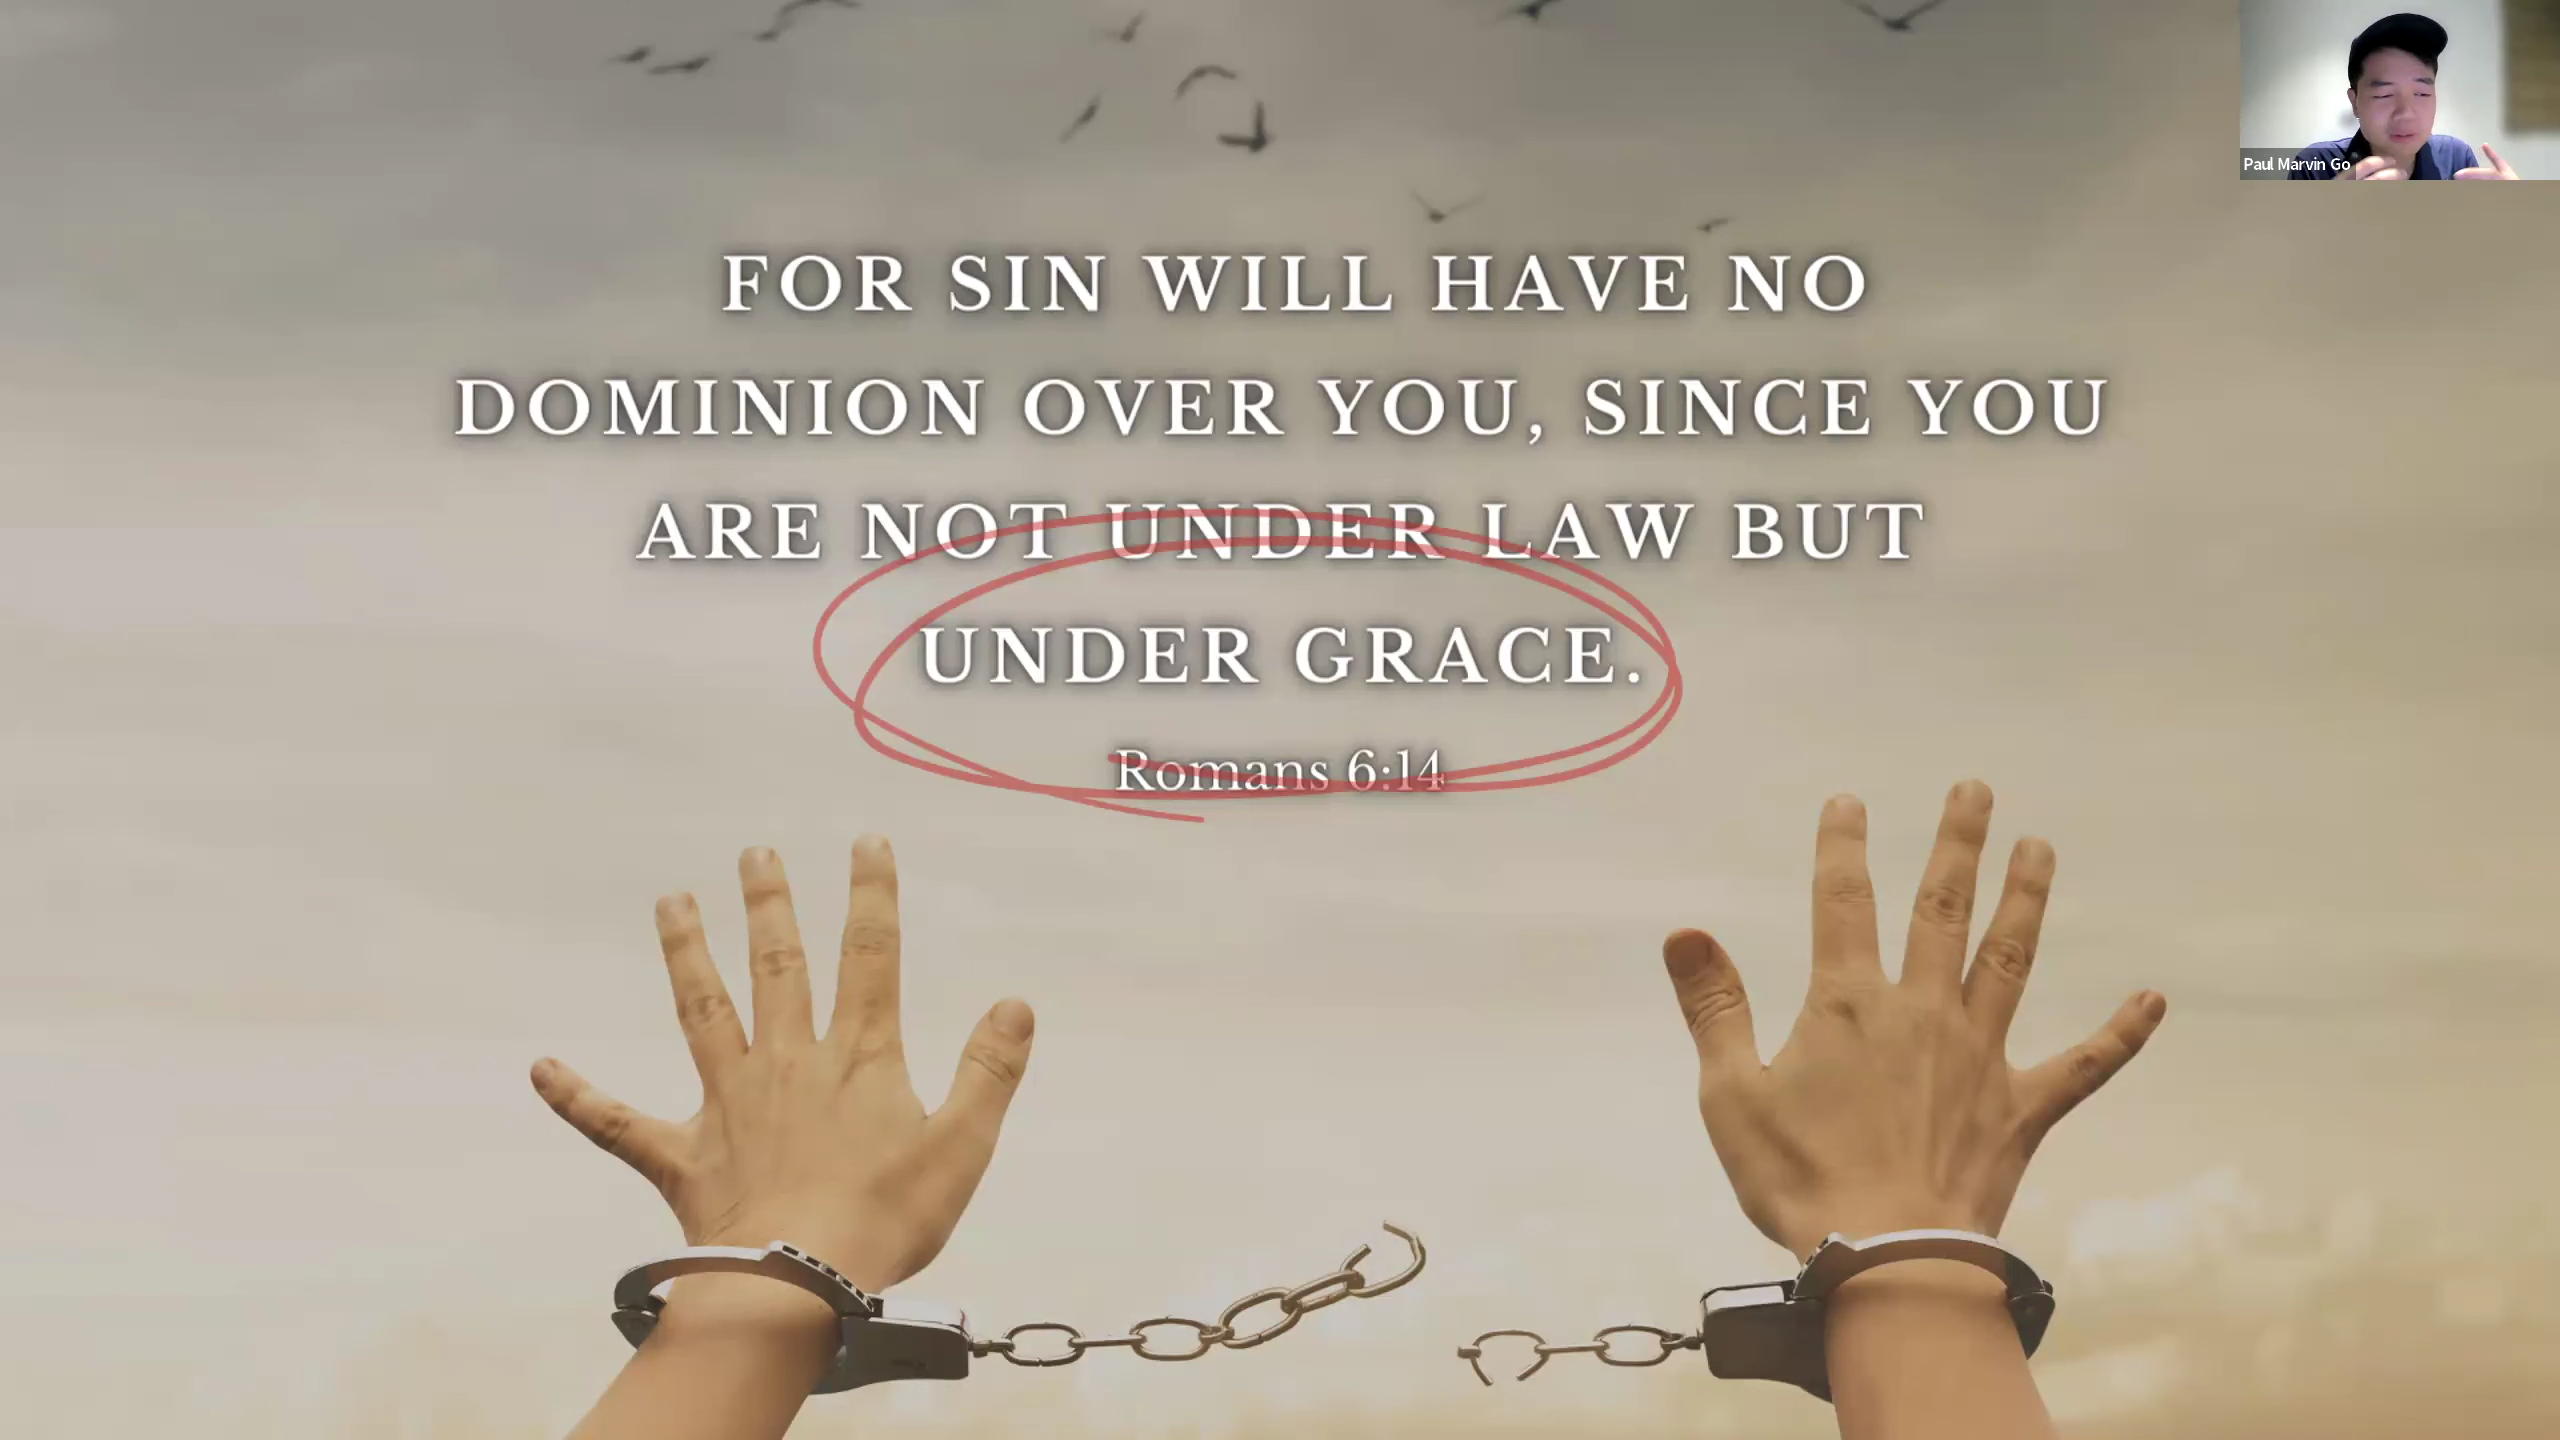 Paul Marvin Go
FOR SIN WILL HAVE NO
DOMINION OVER YOU, SINCE YOU
ARE NOT UNDER LAW BUT
UNDER GRACE.
Romans 6:14